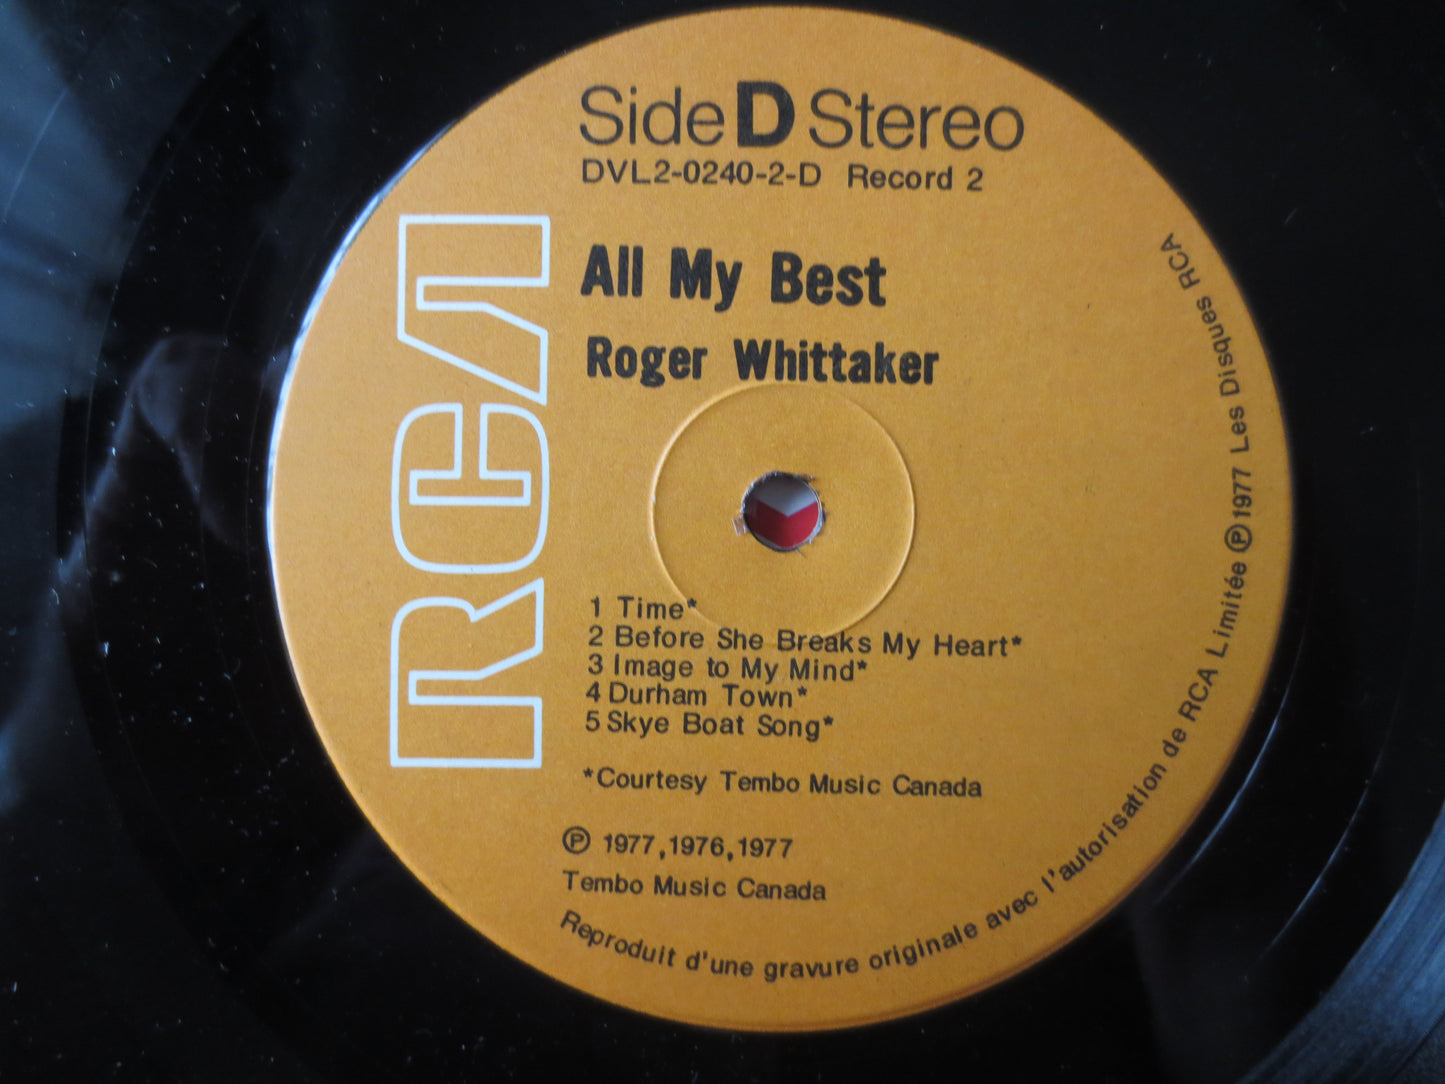 Side D Stereo
DVL2-0240-2-D Record 2
All My Best
Roger Whittaker
RCA
1 Time*
2 Before She Breaks My Heart*
3 Image to My Mind*
4 Durham Town*
5 Skye Boat Song*
*Courtesy Tembo Music Canada
℗ 1977,1976,1977
Tembo Music Canada
Reproduit d'une gravure originale avec l'autorisation de RCA Limitée ℗ 1977 Les Disques RCA